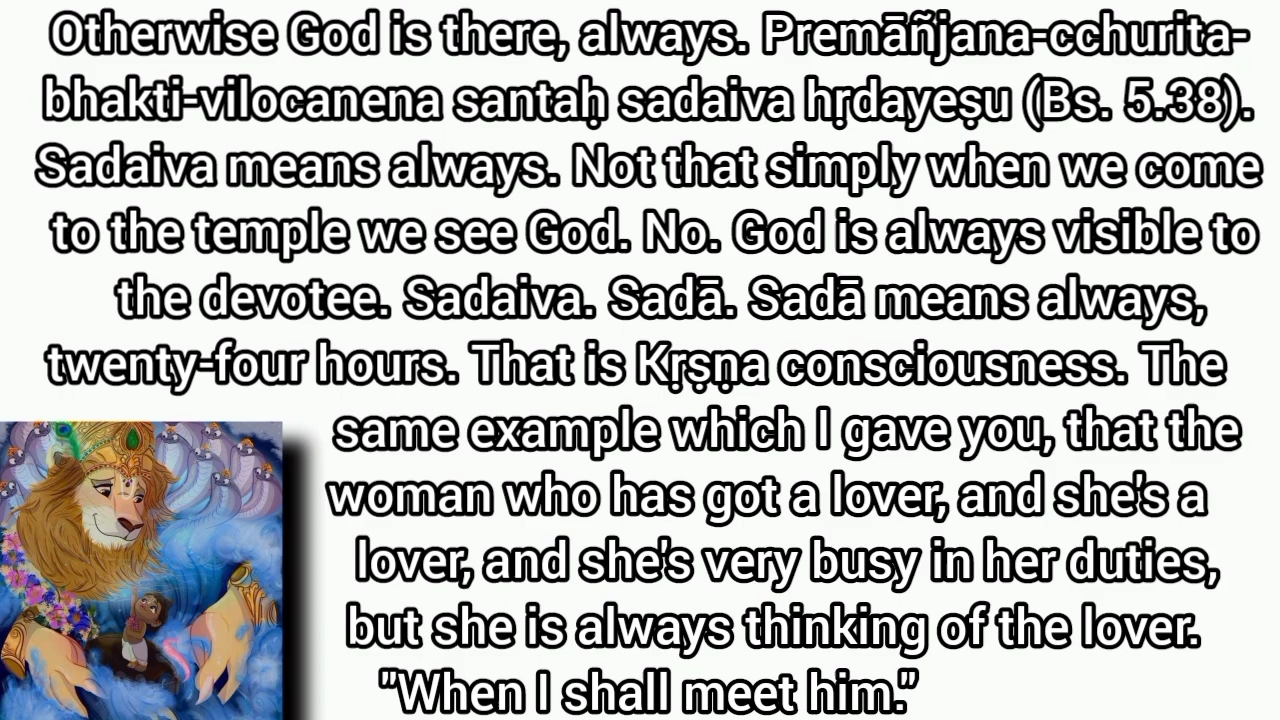 Otherwise God is there, always. Premāñjana-cchurita-
bhakti-vilocanena santaḥ sadaiva hṛdayeṣu (Bs. 5.38).
Sadaiva means always. Not that simply when we come
to the temple we see God. No. God is always visible to
the devotee. Sadaiva. Sadā. Sadā means always,
twenty-four hours. That is Kṛṣṇa consciousness. The
same example which I gave you, that the
woman who has got a lover, and she's a
lover, and she's very busy in her duties,
but she is always thinking of the lover.
"When I shall meet him."